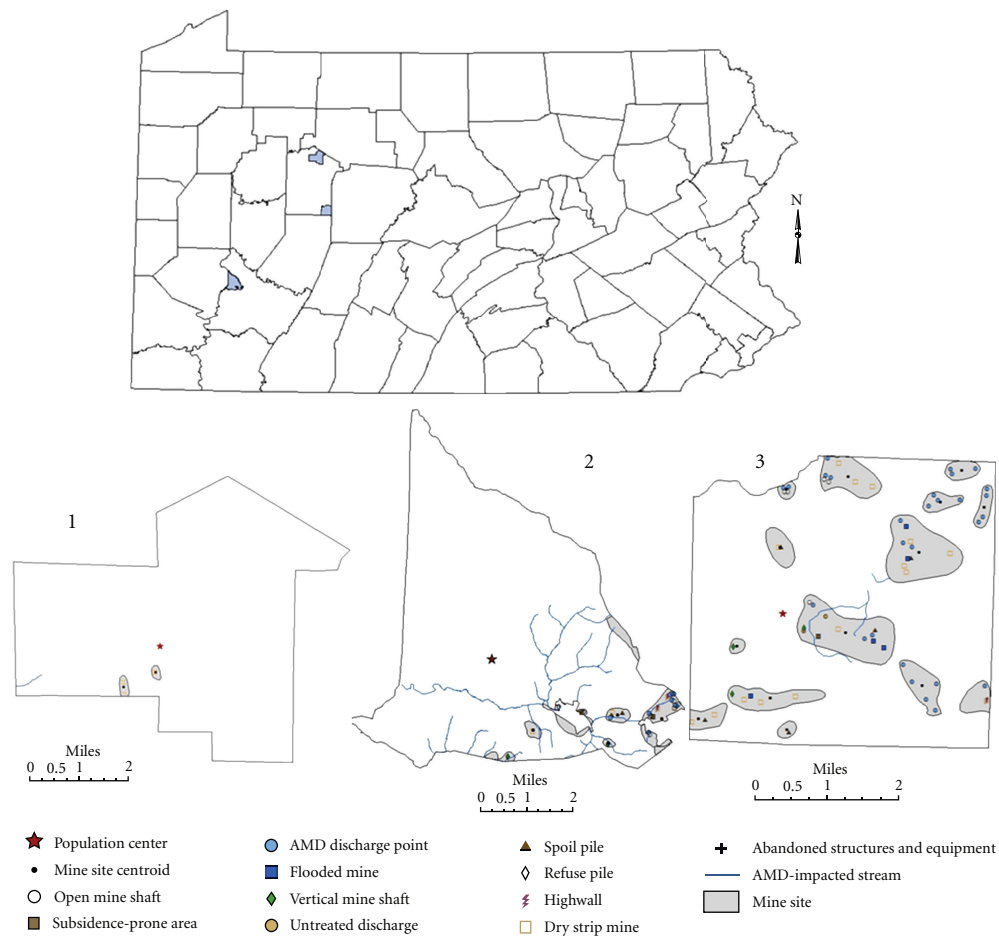 N
1
2
3
Miles
0 0.5 1 2
Miles
0 0.5 1 2
Miles
0 0.5 1 2
Population center
Mine site centroid
Open mine shaft
Subsidence-prone area
AMD discharge point
Flooded mine
Vertical mine shaft
Untreated discharge
Spoil pile
Refuse pile
Highwall
Dry strip mine
Abandoned structures and equipment
AMD-impacted stream
Mine site